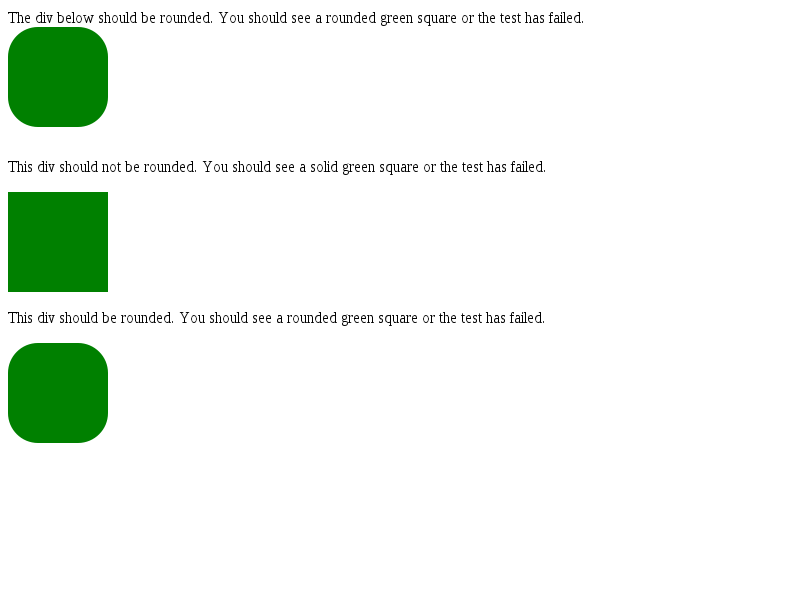 The div below should be rounded. You should see a rounded green square or the test has failed.
This div should not be rounded. You should see a solid green square or the test has failed.
This div should be rounded. You should see a rounded green square or the test has failed.